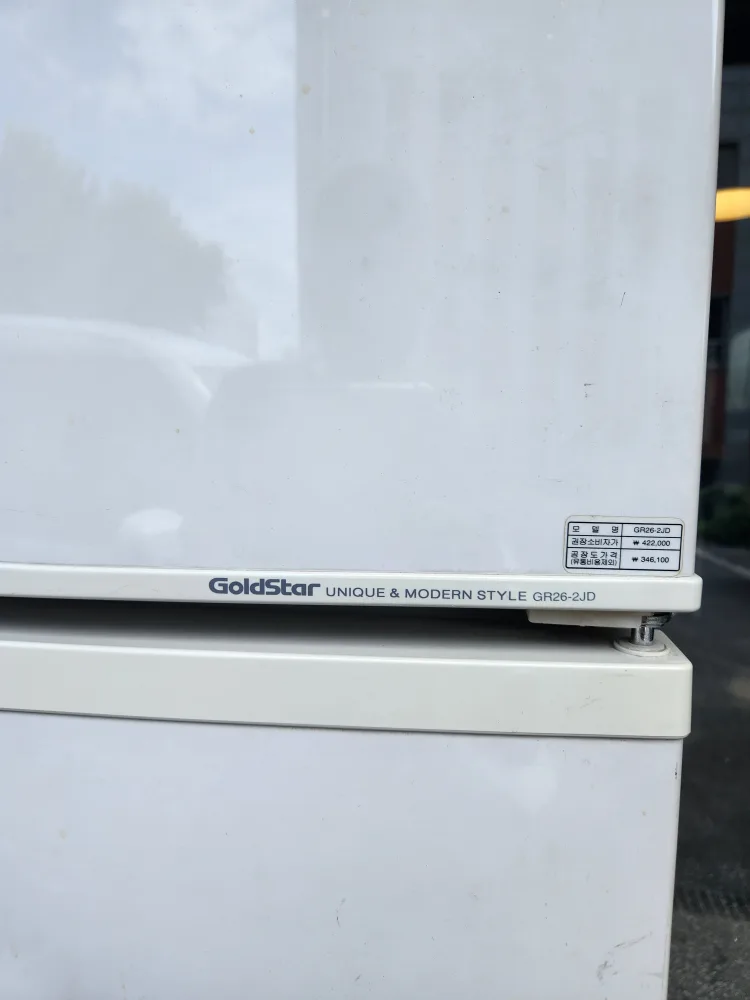 모 델 명 GR26-2JD
권장소비자가 ₩ 422,000
공 장 도 가 격 ₩ 346,100
(유통비용제외)
GoldStar UNIQUE & MODERN STYLE GR26-2JD